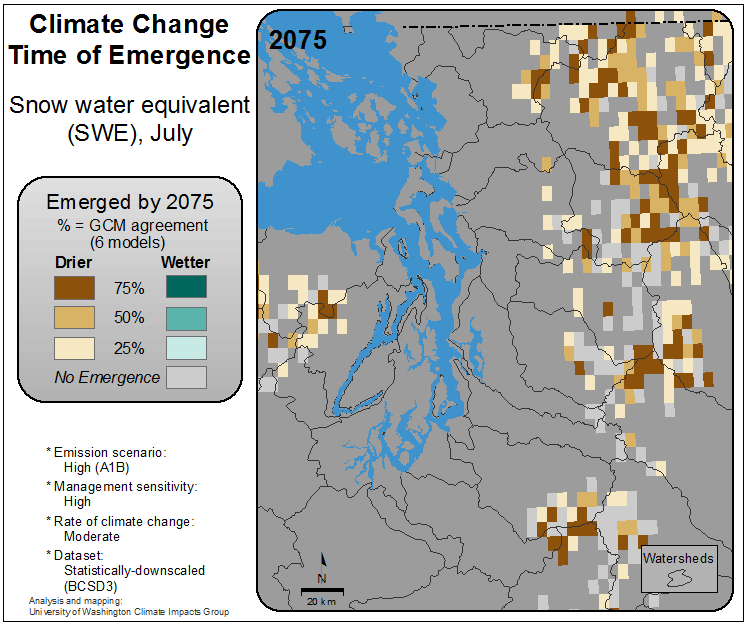 Climate Change
Time of Emergence
Snow water equivalent
(SWE), July
Emerged by 2075
% = GCM agreement
(6 models)
Drier Wetter
75%
50%
25%
No Emergence
* Emission scenario:
High (A1B)
* Management sensitivity:
High
* Rate of climate change:
Moderate
* Dataset:
Statistically-downscaled
(BCSD3)
Analysis and mapping:
University of Washington Climate Impacts Group
2075
N
20 km
Watersheds